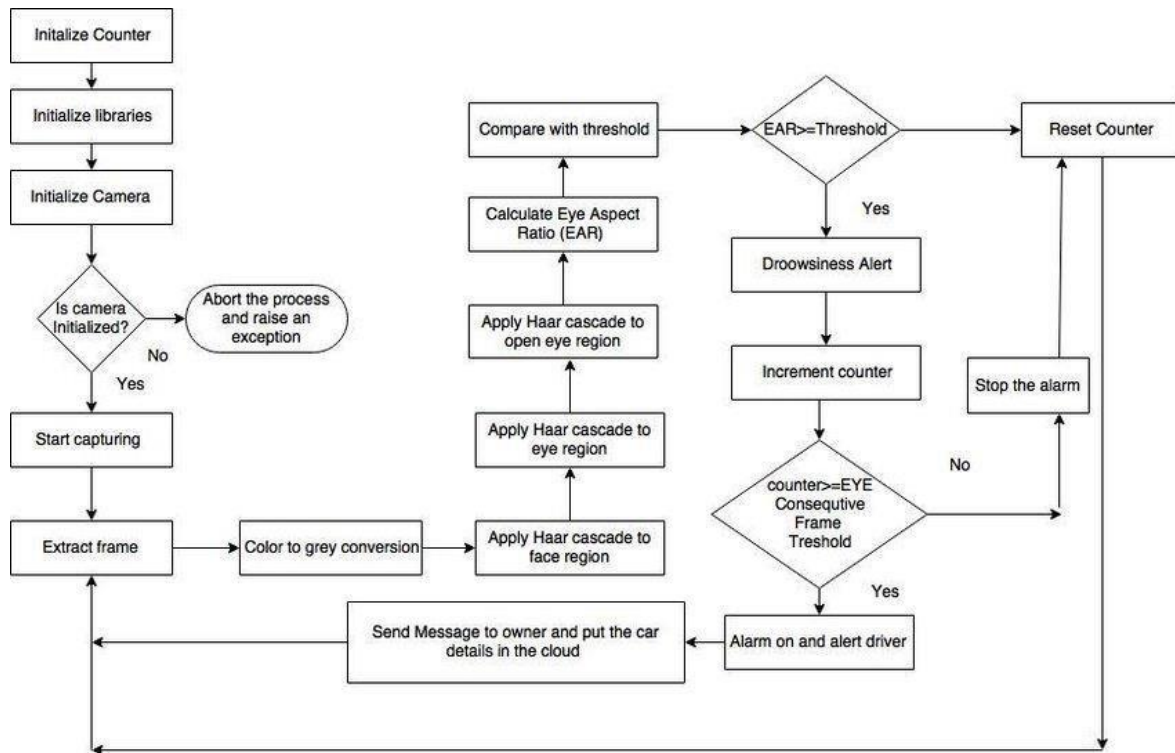 Initalize Counter
Initialize libraries
Initialize Camera
Is camera
Initialized?
No
Yes
Abort the process
and raise an
exception
Start capturing
Extract frame
Color to grey conversion
Apply Haar cascade to
face region
Apply Haar cascade to
eye region
Apply Haar cascade to
open eye region
Calculate Eye Aspect
Ratio (EAR)
Compare with threshold
EAR>=Threshold
Yes
Reset Counter
Droowsiness Alert
Increment counter
counter>=EYE
Consequtive
Frame
Treshold
No
Stop the alarm
Yes
Alarm on and alert driver
Send Message to owner and put the car
details in the cloud